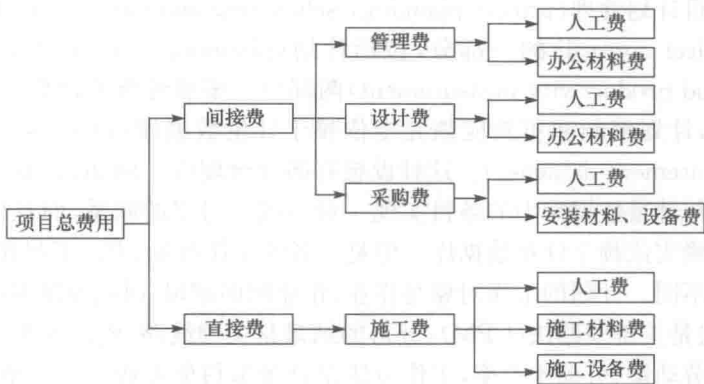 人工费
管理费
办公材料费
人工费
间接费
设计费
办公材料费
人工费
采购费
安装材料、设备费
项目总费用
人工费
直接费
施工费
施工材料费
施工设备费